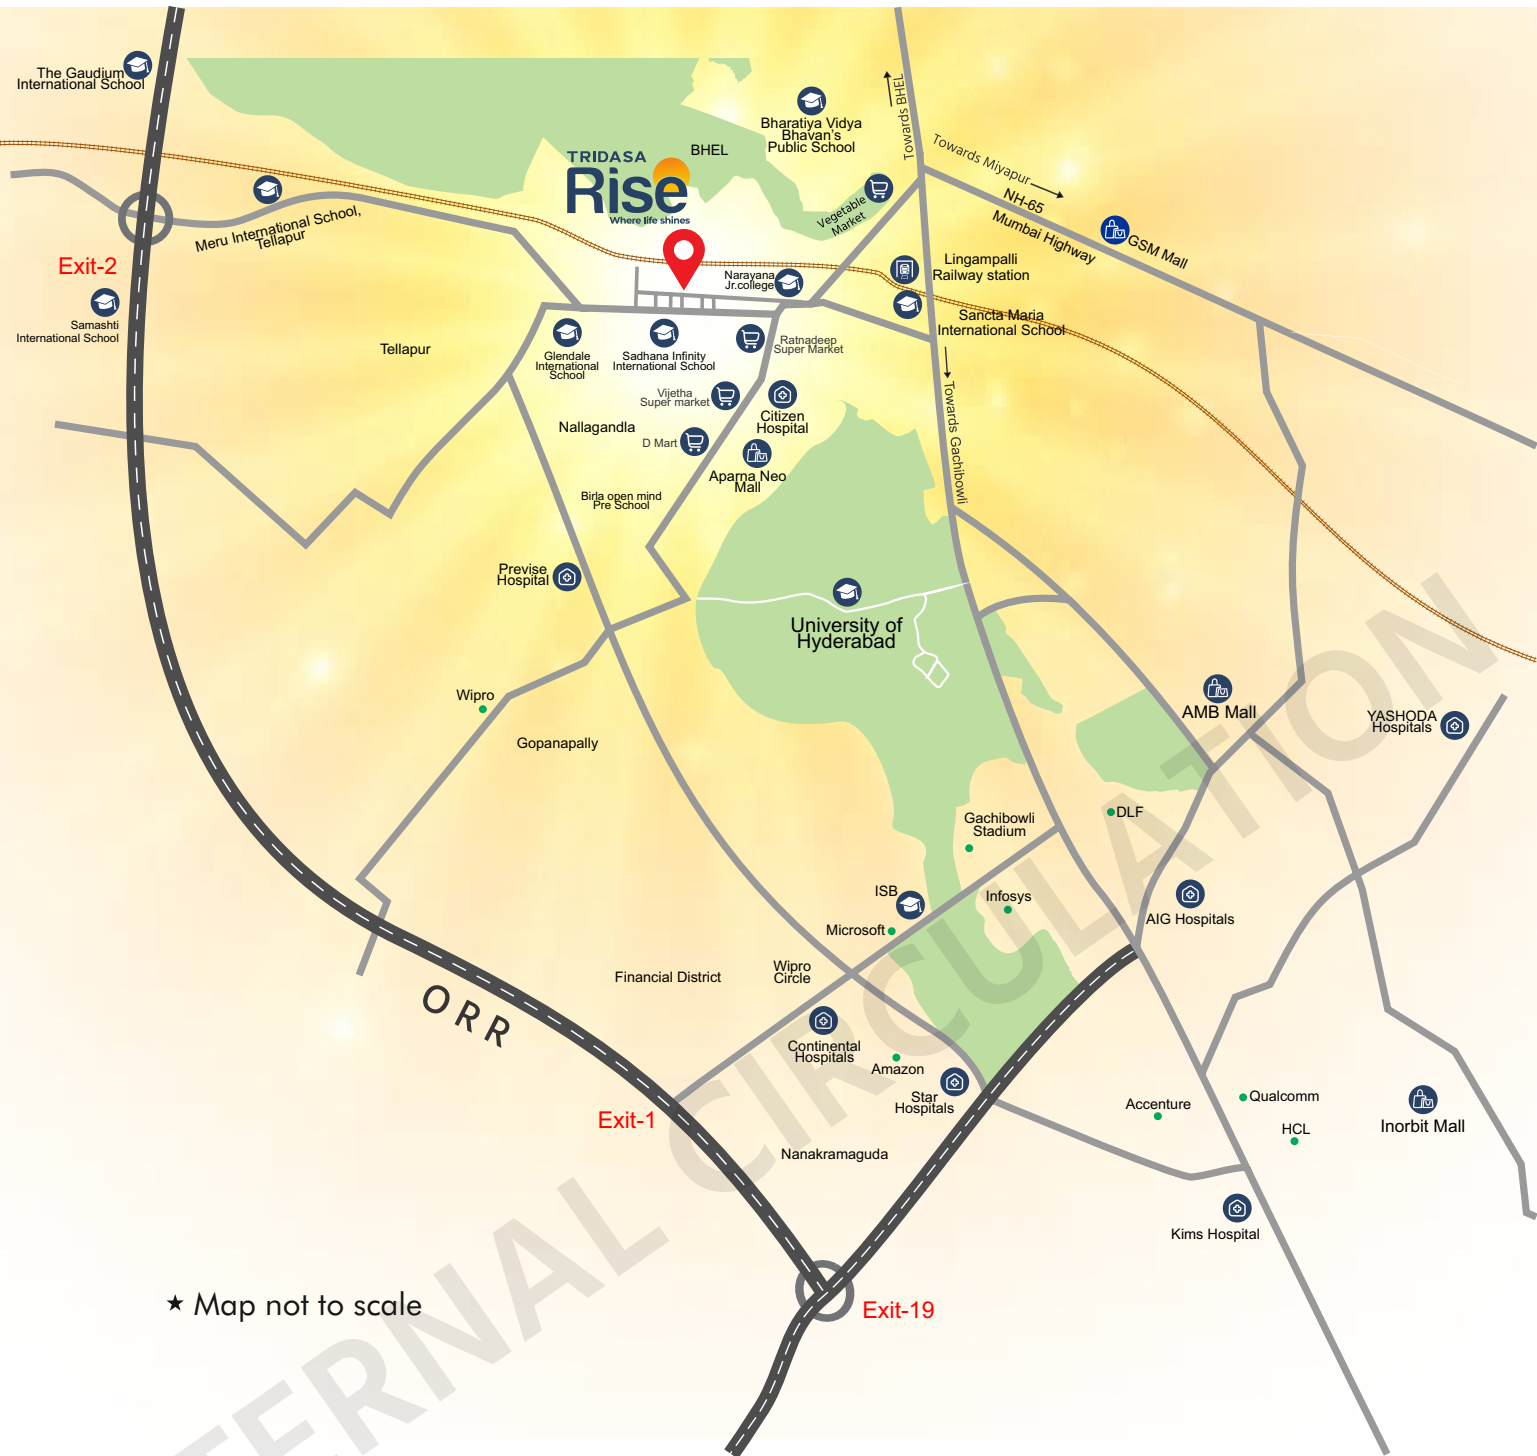 The Gaudium
International School
Bharatiya Vidya
Bhavan's
Public School
Towards BHEL
Towards Miyapur
NH-65
Mumbai Highway
GSM Mall
BHEL
TRIDASA
Rise
Where life shines
Vegetable
Market
Meru International School,
Tellapur
Exit-2
Samashti
International School
Narayana
Jr.college
Lingampalli
Railway station
Sancta Maria
International School
Tellapur
Glendale
International
School
Sadhana Infinity
International School
Ratnadeep
Super Market
Towards Gachibowli
Vijetha
Super market
Citizen
Hospital
Nallagandla
D Mart
Aparna Neo
Mall
Birla open mind
Pre School
Previse
Hospital
University of
Hyderabad
Wipro
Gopanapally
AMB Mall
YASHODA
Hospitals
DLF
Gachibowli
Stadium
ISB
Infosys
Microsoft
AIG Hospitals
Financial District
Wipro
Circle
ORR
Continental
Hospitals
Amazon
Star
Hospitals
Exit-1
Accenture
Qualcomm
HCL
Inorbit Mall
Nanakramaguda
Kims Hospital
Exit-19
★ Map not to scale
TERNAL CIRCULATION